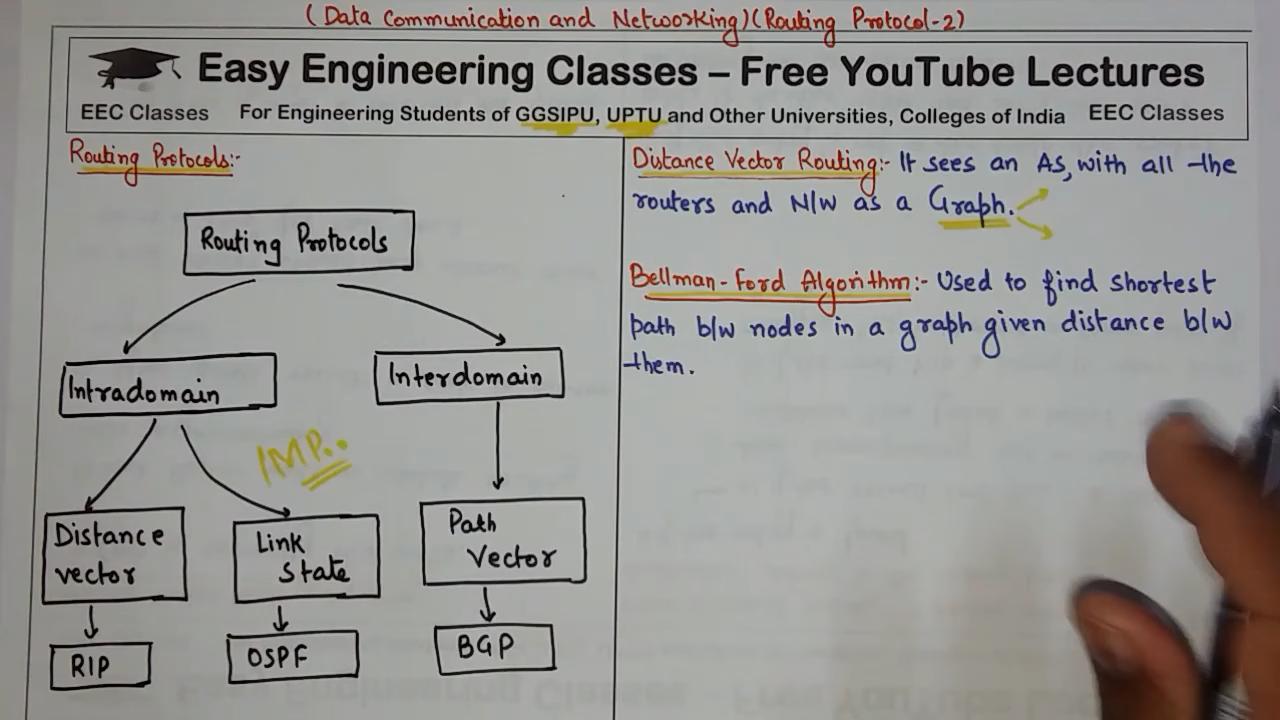 (Data Communication and Networking)(Routing Protocol-2)
Easy Engineering Classes – Free YouTube Lectures
EEC Classes For Engineering Students of GGSIPU, UPTU and Other Universities, Colleges of India EEC Classes
Routing Protocols:-
Routing Protocols
Intradomain
Interdomain
IMP..
Distance
vector
Link
State
Path
Vector
RIP
OSPF
BGP
Distance Vector Routing:- It sees an As, with all the
routers and N/W as a Graph.
Bellman-Ford Algorithm:- Used to find shortest
path b/w nodes in a graph given distance b/w
them.